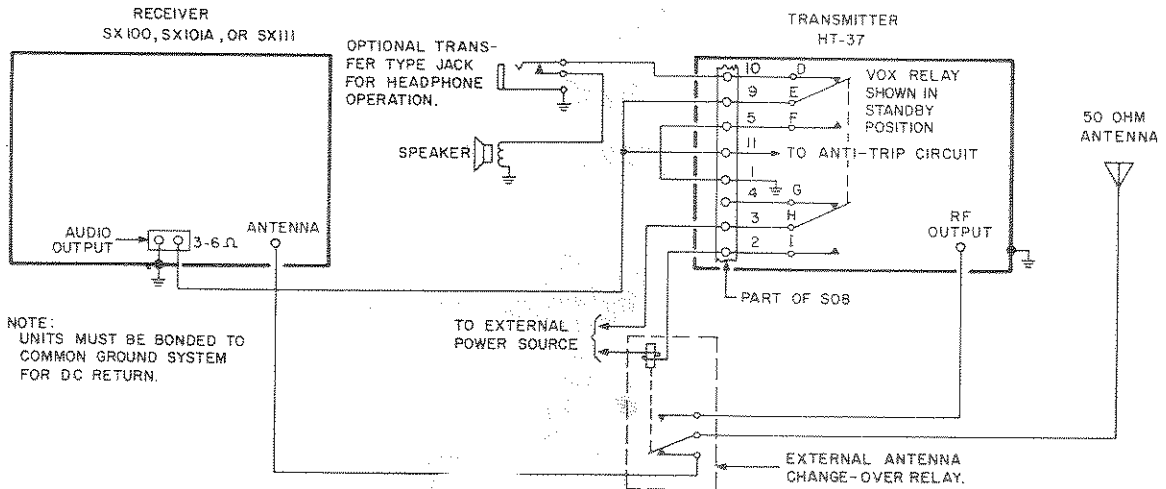 RECEIVER
SX100, SX101A, OR SX111
OPTIONAL TRANS-
FER TYPE JACK
FOR HEADPHONE
OPERATION.
SPEAKER
AUDIO
OUTPUT
3-6 Ω
ANTENNA
NOTE:
UNITS MUST BE BONDED TO
COMMON GROUND SYSTEM
FOR DC RETURN.
TRANSMITTER
HT-37
10 D
9 E
5 F
11
1
4 G
3 H
2 I
VOX RELAY
SHOWN IN
STANDBY
POSITION
TO ANTI-TRIP CIRCUIT
RF
OUTPUT
50 OHM
ANTENNA
PART OF SO8
TO EXTERNAL
POWER SOURCE
EXTERNAL ANTENNA
CHANGE-OVER RELAY.